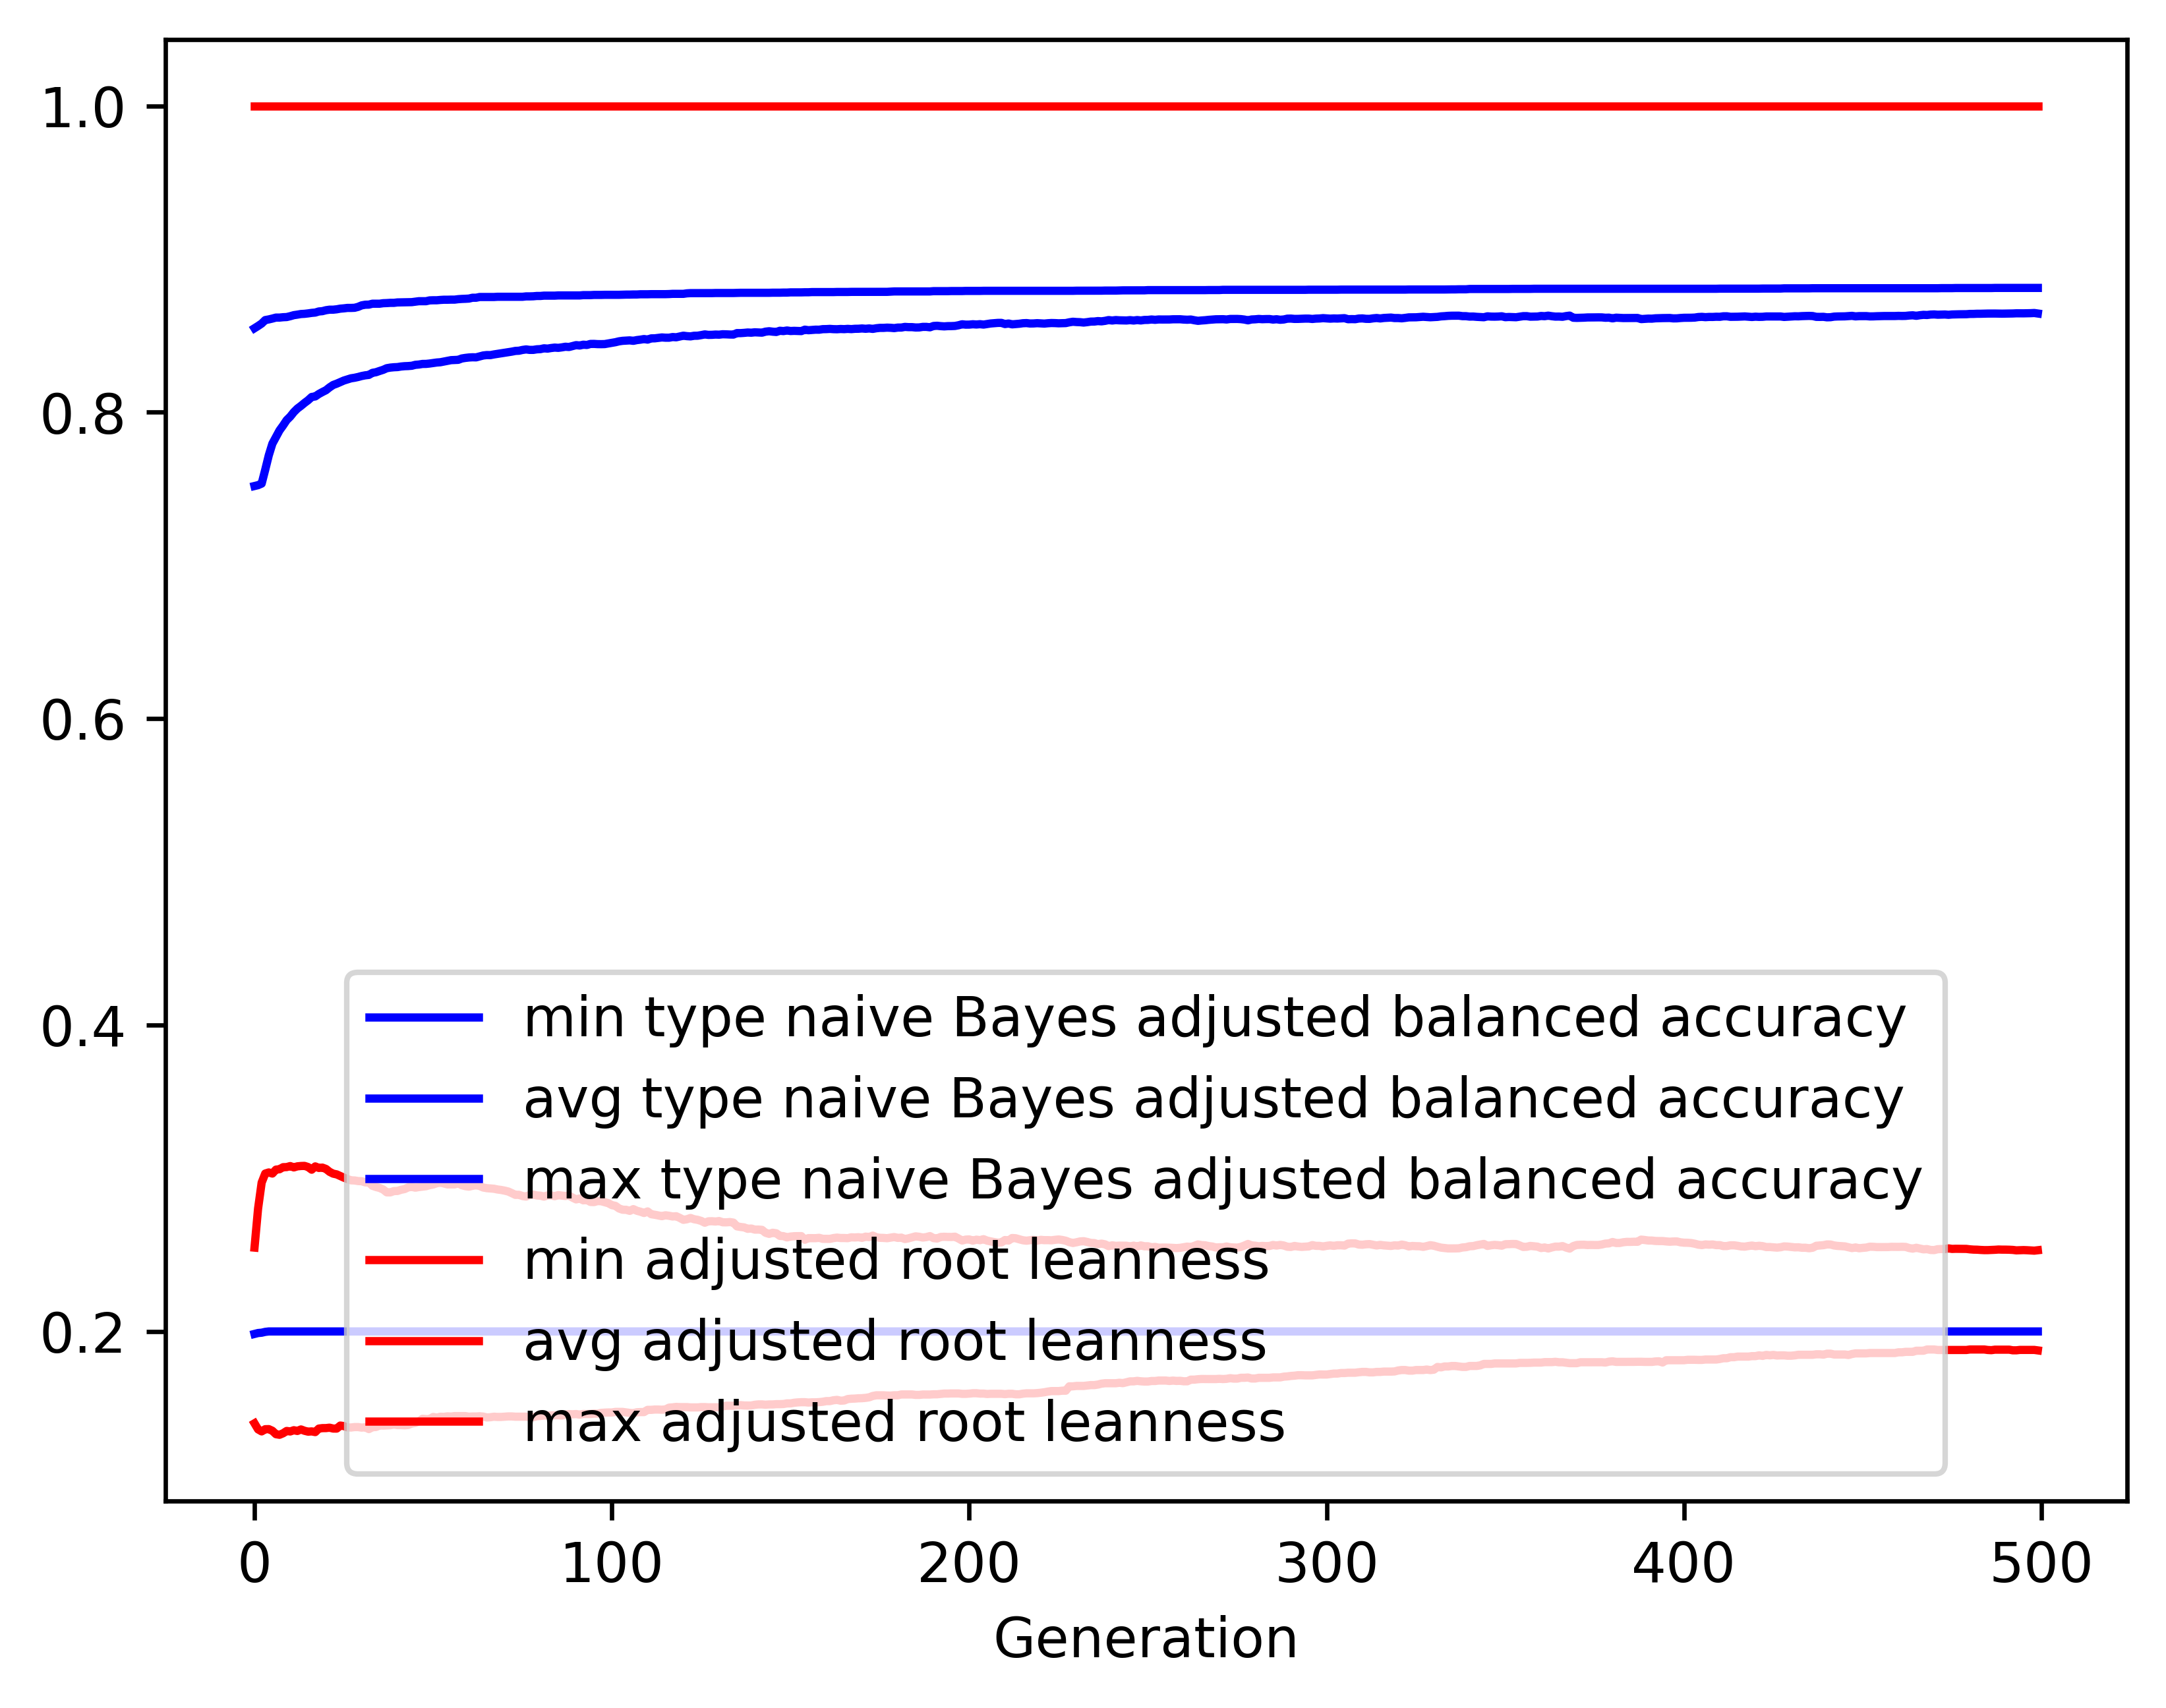 1.0
0.8
0.6
0.4
0.2
min type naive Bayes adjusted balanced accuracy
avg type naive Bayes adjusted balanced accuracy
max type naive Bayes adjusted balanced accuracy
min adjusted root leanness
avg adjusted root leanness
max adjusted root leanness
0 100 200 300 400 500
Generation